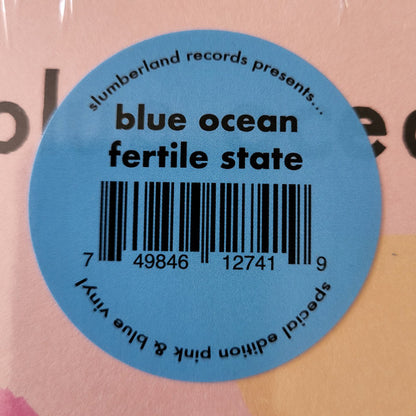 slumberland records presents...
blue ocean
fertile state
7 49846 12741 9
special edition pink & blue vinyl